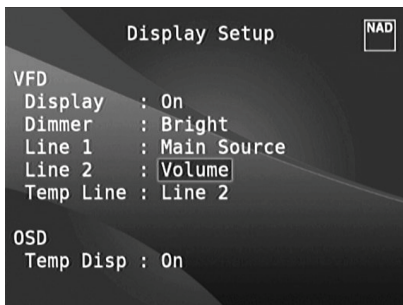 Display Setup
NAD
VFD
Display : On
Dimmer : Bright
Line 1 : Main Source
Line 2 : Volume
Temp Line : Line 2
OSD
Temp Disp : On